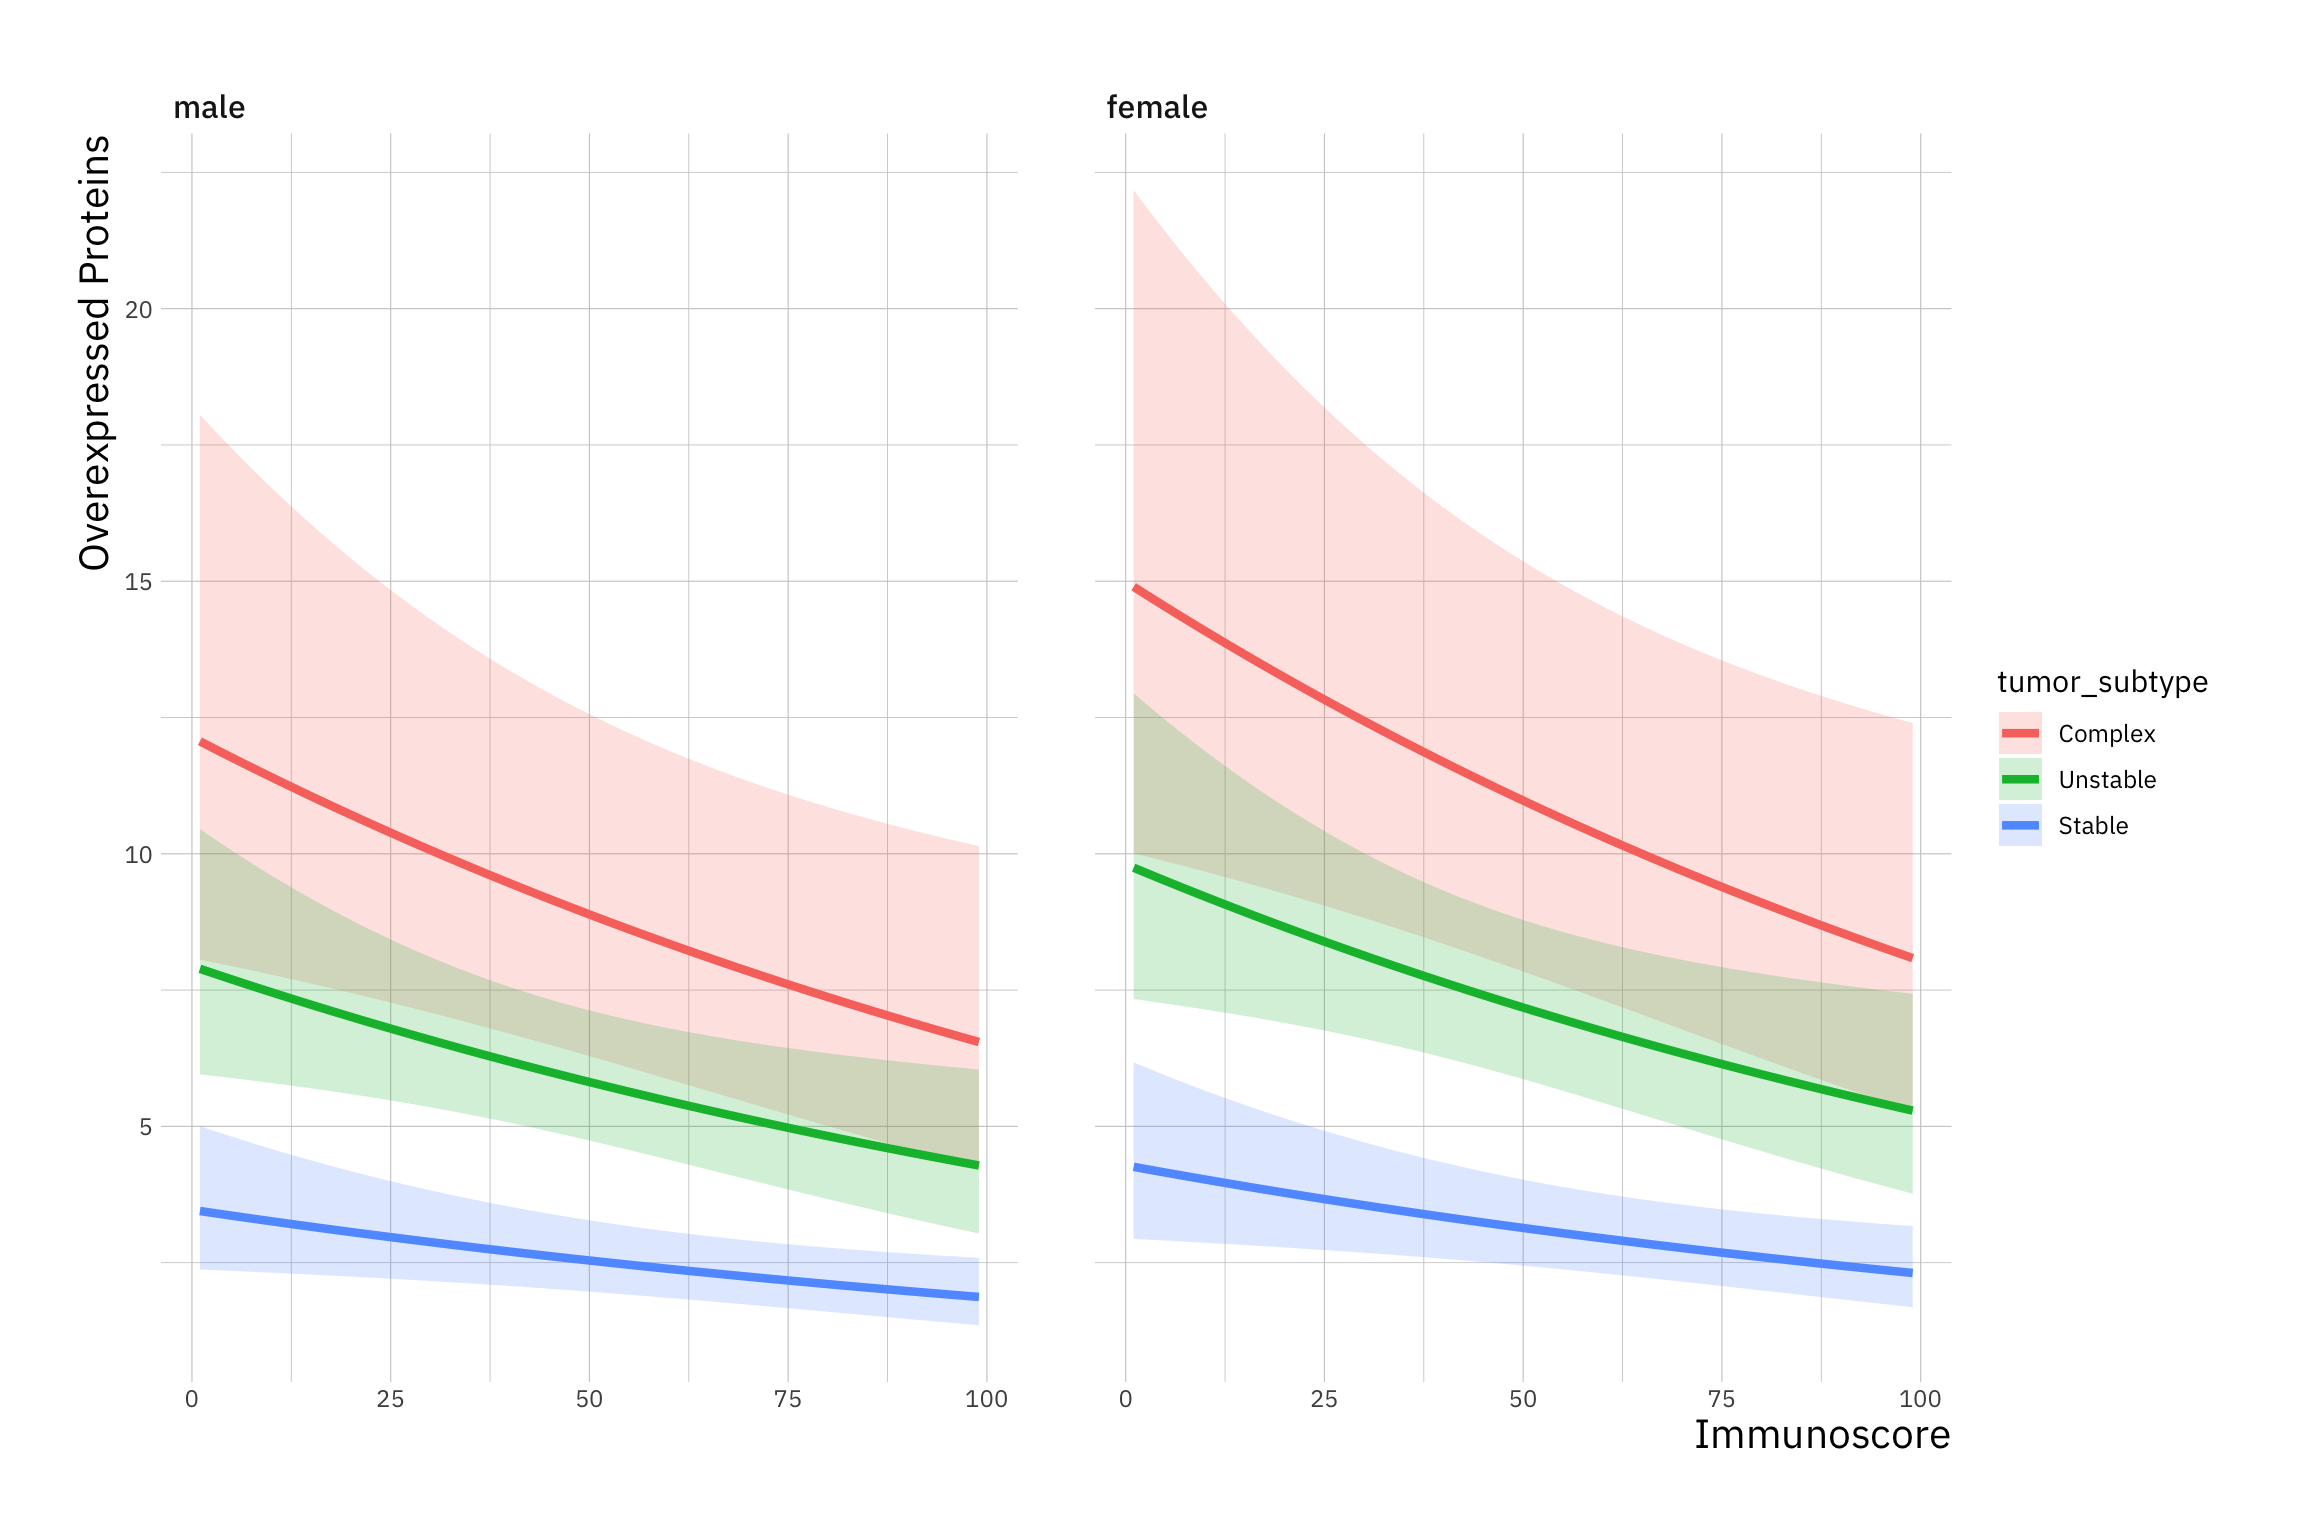 male
female
Overexpressed Proteins
20
15
10
5
0 25 50 75 100
0 25 50 75 100
Immunoscore
tumor_subtype
Complex
Unstable
Stable